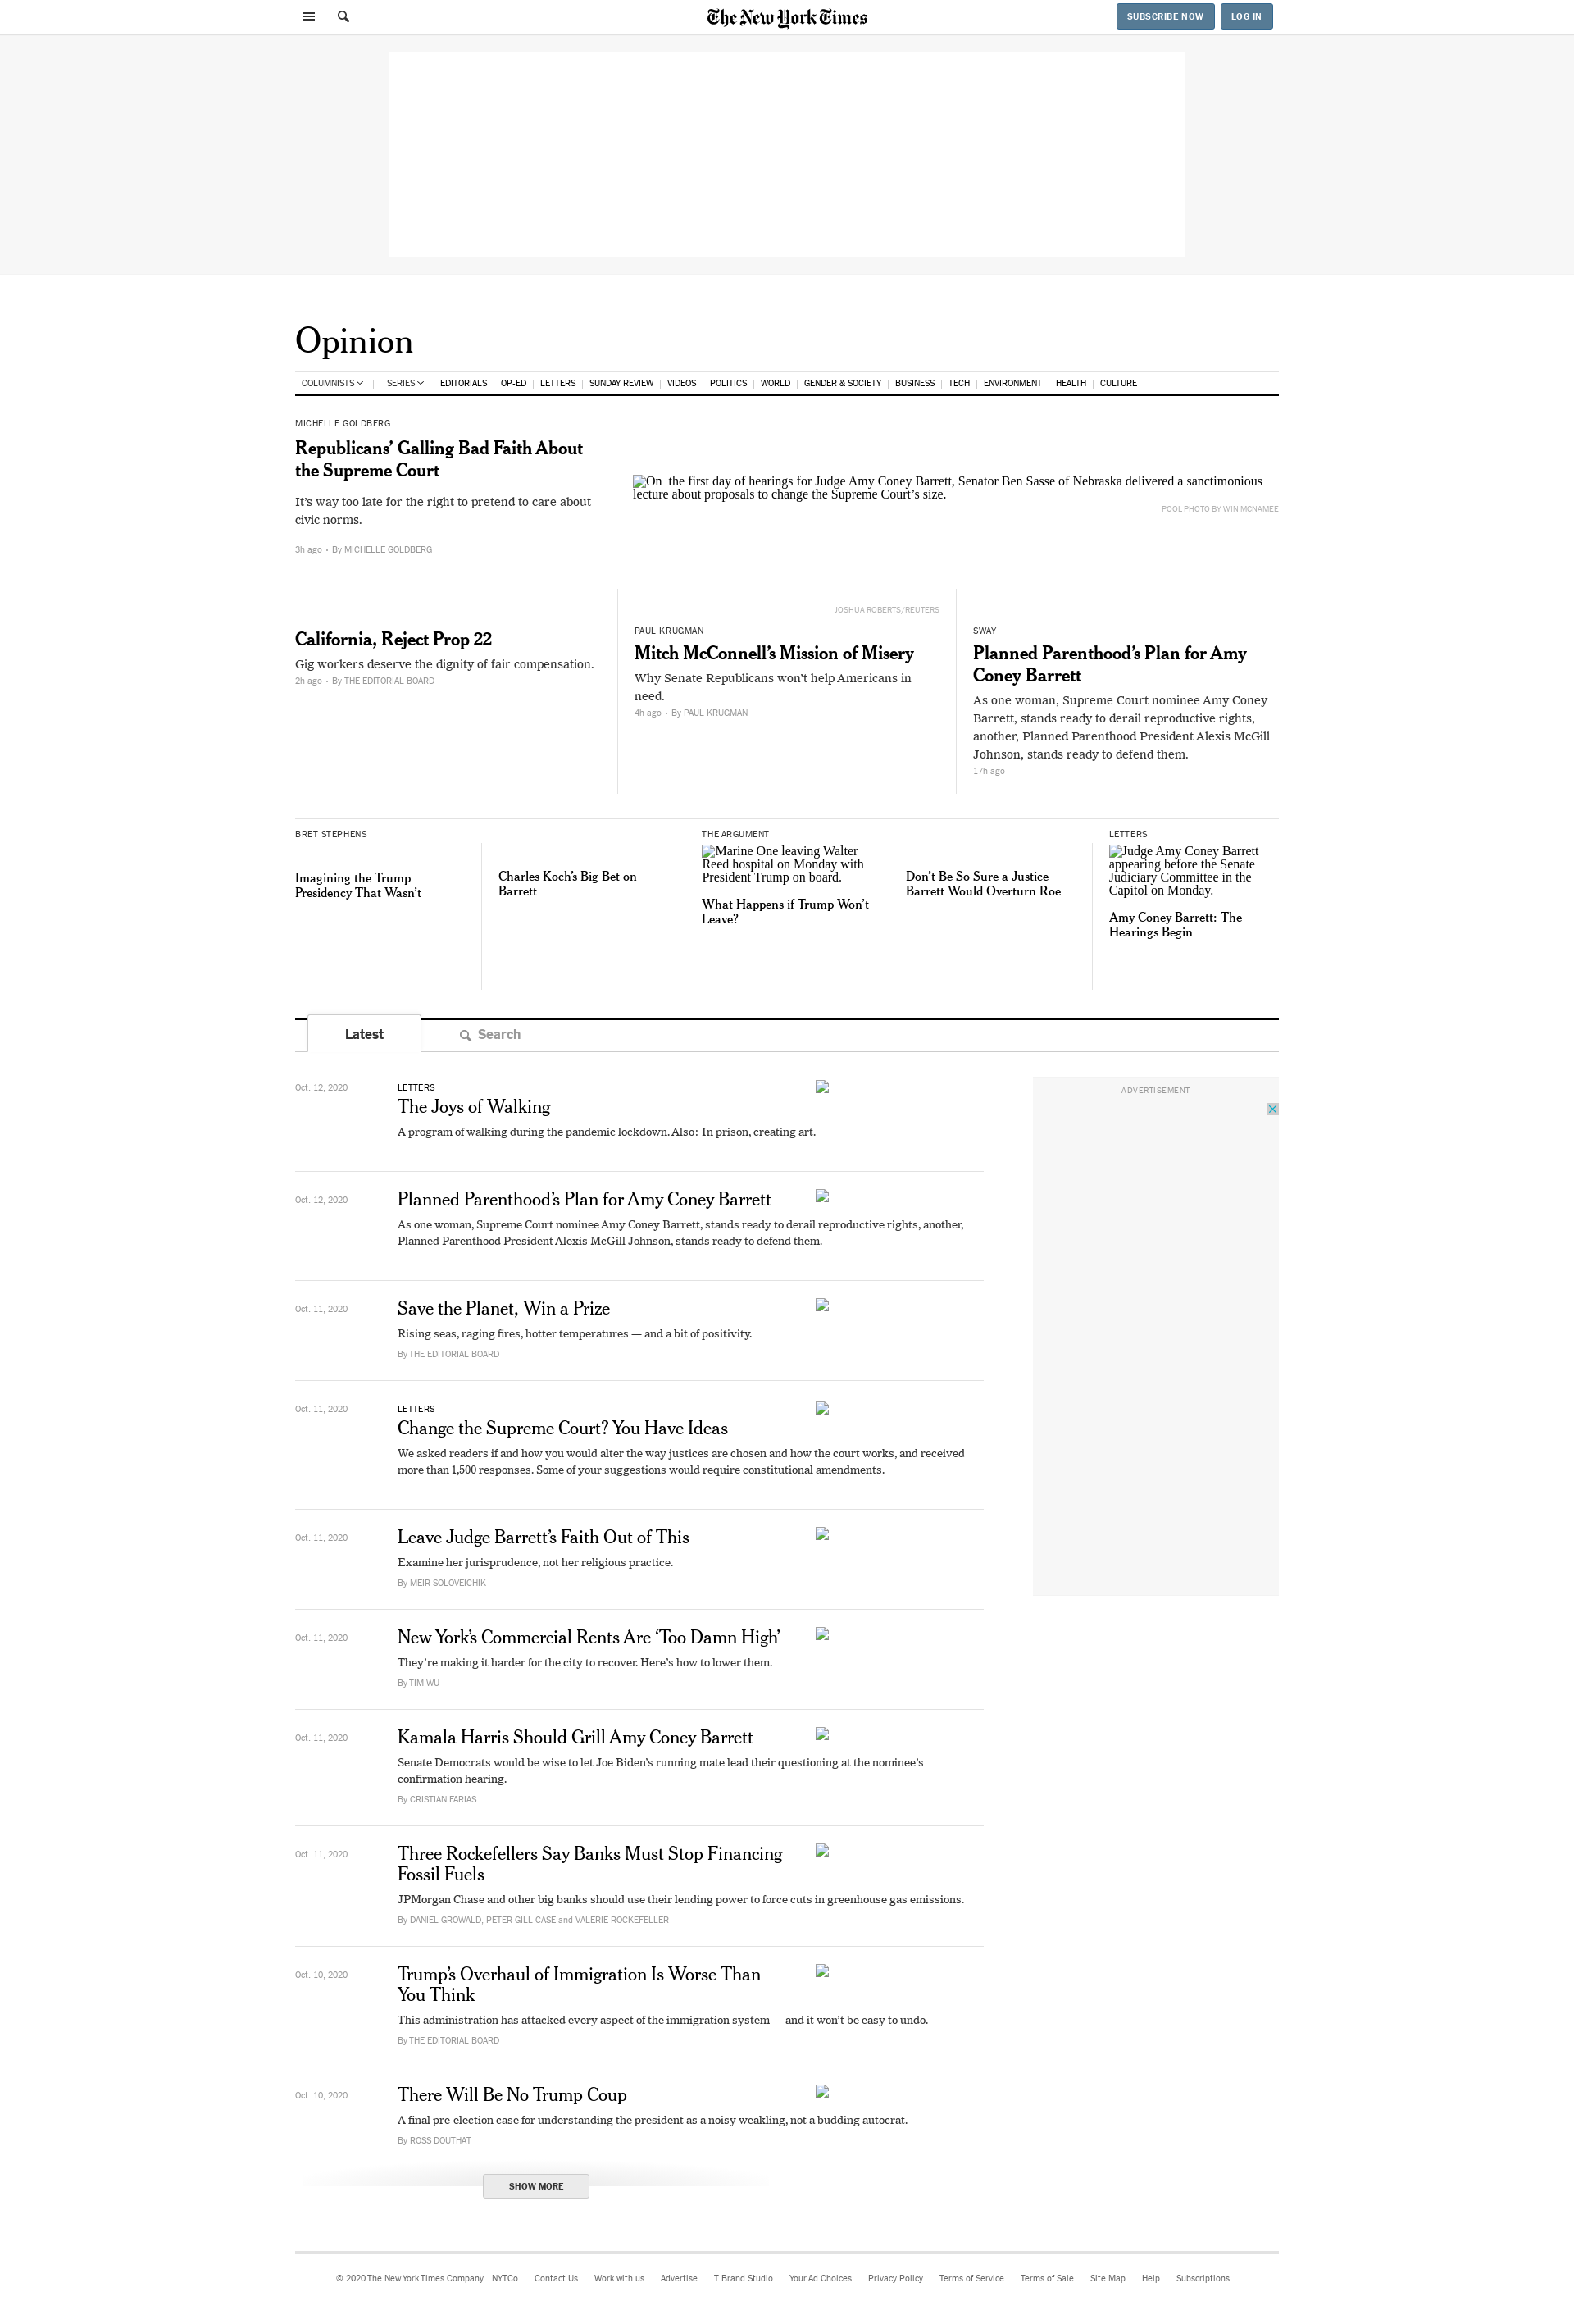 The New York Times
SUBSCRIBE NOW
LOG IN
Opinion
COLUMNISTS
SERIES
EDITORIALS
OP-ED
LETTERS
SUNDAY REVIEW
VIDEOS
POLITICS
WORLD
GENDER & SOCIETY
BUSINESS
TECH
ENVIRONMENT
HEALTH
CULTURE
MICHELLE GOLDBERG
Republicans’ Galling Bad Faith About
the Supreme Court
It’s way too late for the right to pretend to care about
civic norms.
3h ago • By MICHELLE GOLDBERG
On the first day of hearings for Judge Amy Coney Barrett, Senator Ben Sasse of Nebraska delivered a sanctimonious
lecture about proposals to change the Supreme Court’s size.
POOL PHOTO BY WIN MCNAMEE
California, Reject Prop 22
Gig workers deserve the dignity of fair compensation.
2h ago • By THE EDITORIAL BOARD
JOSHUA ROBERTS/REUTERS
PAUL KRUGMAN
Mitch McConnell’s Mission of Misery
Why Senate Republicans won’t help Americans in
need.
4h ago • By PAUL KRUGMAN
SWAY
Planned Parenthood’s Plan for Amy
Coney Barrett
As one woman, Supreme Court nominee Amy Coney
Barrett, stands ready to derail reproductive rights,
another, Planned Parenthood President Alexis McGill
Johnson, stands ready to defend them.
17h ago
BRET STEPHENS
Imagining the Trump
Presidency That Wasn’t
Charles Koch’s Big Bet on
Barrett
THE ARGUMENT
Marine One leaving Walter
Reed hospital on Monday with
President Trump on board.
What Happens if Trump Won’t
Leave?
Don’t Be So Sure a Justice
Barrett Would Overturn Roe
LETTERS
Judge Amy Coney Barrett
appearing before the Senate
Judiciary Committee in the
Capitol on Monday.
Amy Coney Barrett: The
Hearings Begin
Latest
Search
ADVERTISEMENT
Oct. 12, 2020
LETTERS
The Joys of Walking
A program of walking during the pandemic lockdown. Also: In prison, creating art.
Oct. 12, 2020
Planned Parenthood’s Plan for Amy Coney Barrett
As one woman, Supreme Court nominee Amy Coney Barrett, stands ready to derail reproductive rights, another,
Planned Parenthood President Alexis McGill Johnson, stands ready to defend them.
Oct. 11, 2020
Save the Planet, Win a Prize
Rising seas, raging fires, hotter temperatures — and a bit of positivity.
By THE EDITORIAL BOARD
Oct. 11, 2020
LETTERS
Change the Supreme Court? You Have Ideas
We asked readers if and how you would alter the way justices are chosen and how the court works, and received
more than 1,500 responses. Some of your suggestions would require constitutional amendments.
Oct. 11, 2020
Leave Judge Barrett’s Faith Out of This
Examine her jurisprudence, not her religious practice.
By MEIR SOLOVEICHIK
Oct. 11, 2020
New York’s Commercial Rents Are ‘Too Damn High’
They’re making it harder for the city to recover. Here’s how to lower them.
By TIM WU
Oct. 11, 2020
Kamala Harris Should Grill Amy Coney Barrett
Senate Democrats would be wise to let Joe Biden’s running mate lead their questioning at the nominee’s
confirmation hearing.
By CRISTIAN FARIAS
Oct. 11, 2020
Three Rockefellers Say Banks Must Stop Financing
Fossil Fuels
JPMorgan Chase and other big banks should use their lending power to force cuts in greenhouse gas emissions.
By DANIEL GROWALD, PETER GILL CASE and VALERIE ROCKEFELLER
Oct. 10, 2020
Trump’s Overhaul of Immigration Is Worse Than
You Think
This administration has attacked every aspect of the immigration system — and it won’t be easy to undo.
By THE EDITORIAL BOARD
Oct. 10, 2020
There Will Be No Trump Coup
A final pre-election case for understanding the president as a noisy weakling, not a budding autocrat.
By ROSS DOUTHAT
SHOW MORE
© 2020 The New York Times Company NYTCo Contact Us Work with us Advertise T Brand Studio Your Ad Choices Privacy Policy Terms of Service Terms of Sale Site Map Help Subscriptions